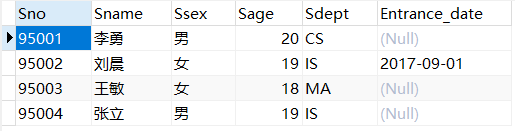 Sno Sname Ssex Sage Sdept Entrance_date
95001 李勇 男 20 CS (Null)
95002 刘晨 女 19 IS 2017-09-01
95003 王敏 女 18 MA (Null)
95004 张立 男 19 IS (Null)